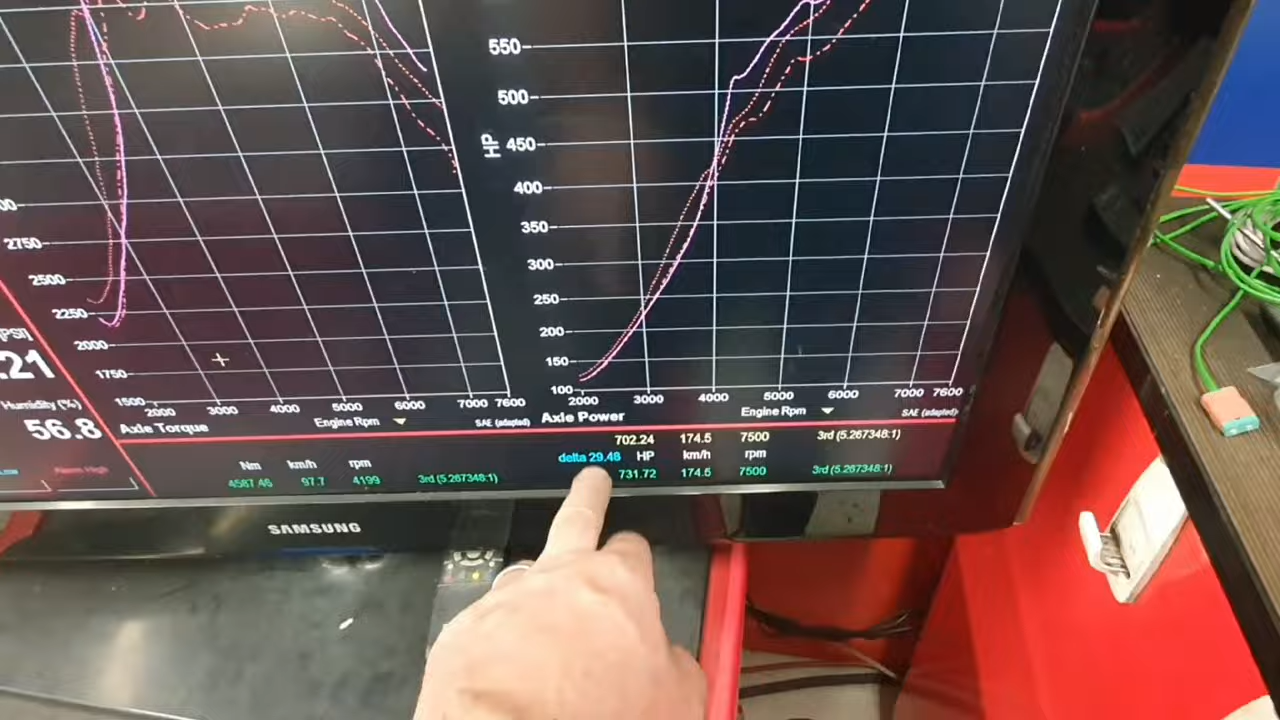 550
500
HP 450
400
350
300
250
200
150
100
2000 3000 4000 5000 6000 7000 7600
Axle Power Engine Rpm SAE (adapted)
2750
2500
2250
2000
1750
1500
2000 3000 4000 5000 6000 7000 7600
Axle Torque Engine Rpm SAE (adapted)
[PSI]
.21
Humidity (%)
56.8
Alarm High
702.24 174.5 7500 3rd (5.267348:1)
delta 29.48 HP km/h rpm
731.72 174.5 7500 3rd (5.267348:1)
Nm km/h rpm
4587.46 97.7 4199 3rd (5.267348:1)
SAMSUNG